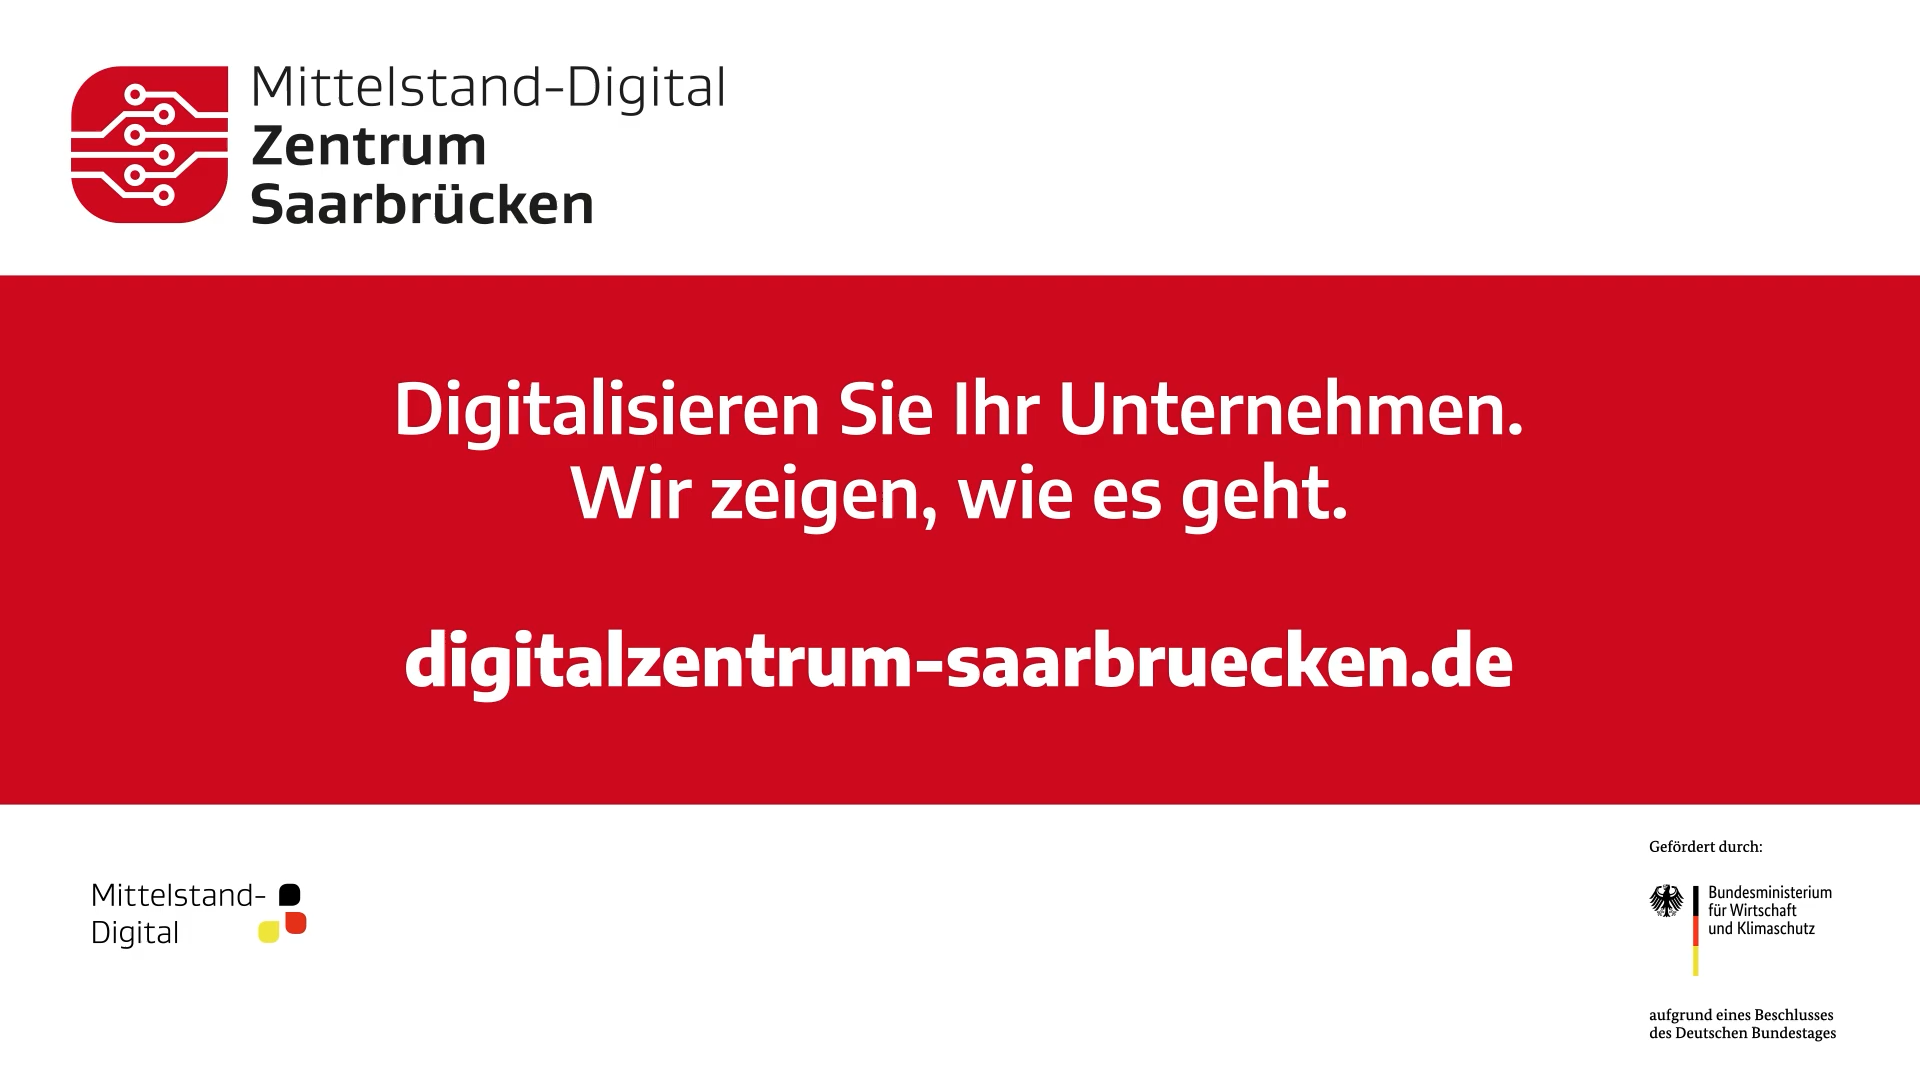 Mittelstand-Digital
Zentrum
Saarbrücken
Digitalisieren Sie Ihr Unternehmen.
Wir zeigen, wie es geht.
digitalzentrum-saarbruecken.de
Mittelstand-
Digital
Gefördert durch:
Bundesministerium
für Wirtschaft
und Klimaschutz
aufgrund eines Beschlusses
des Deutschen Bundestages